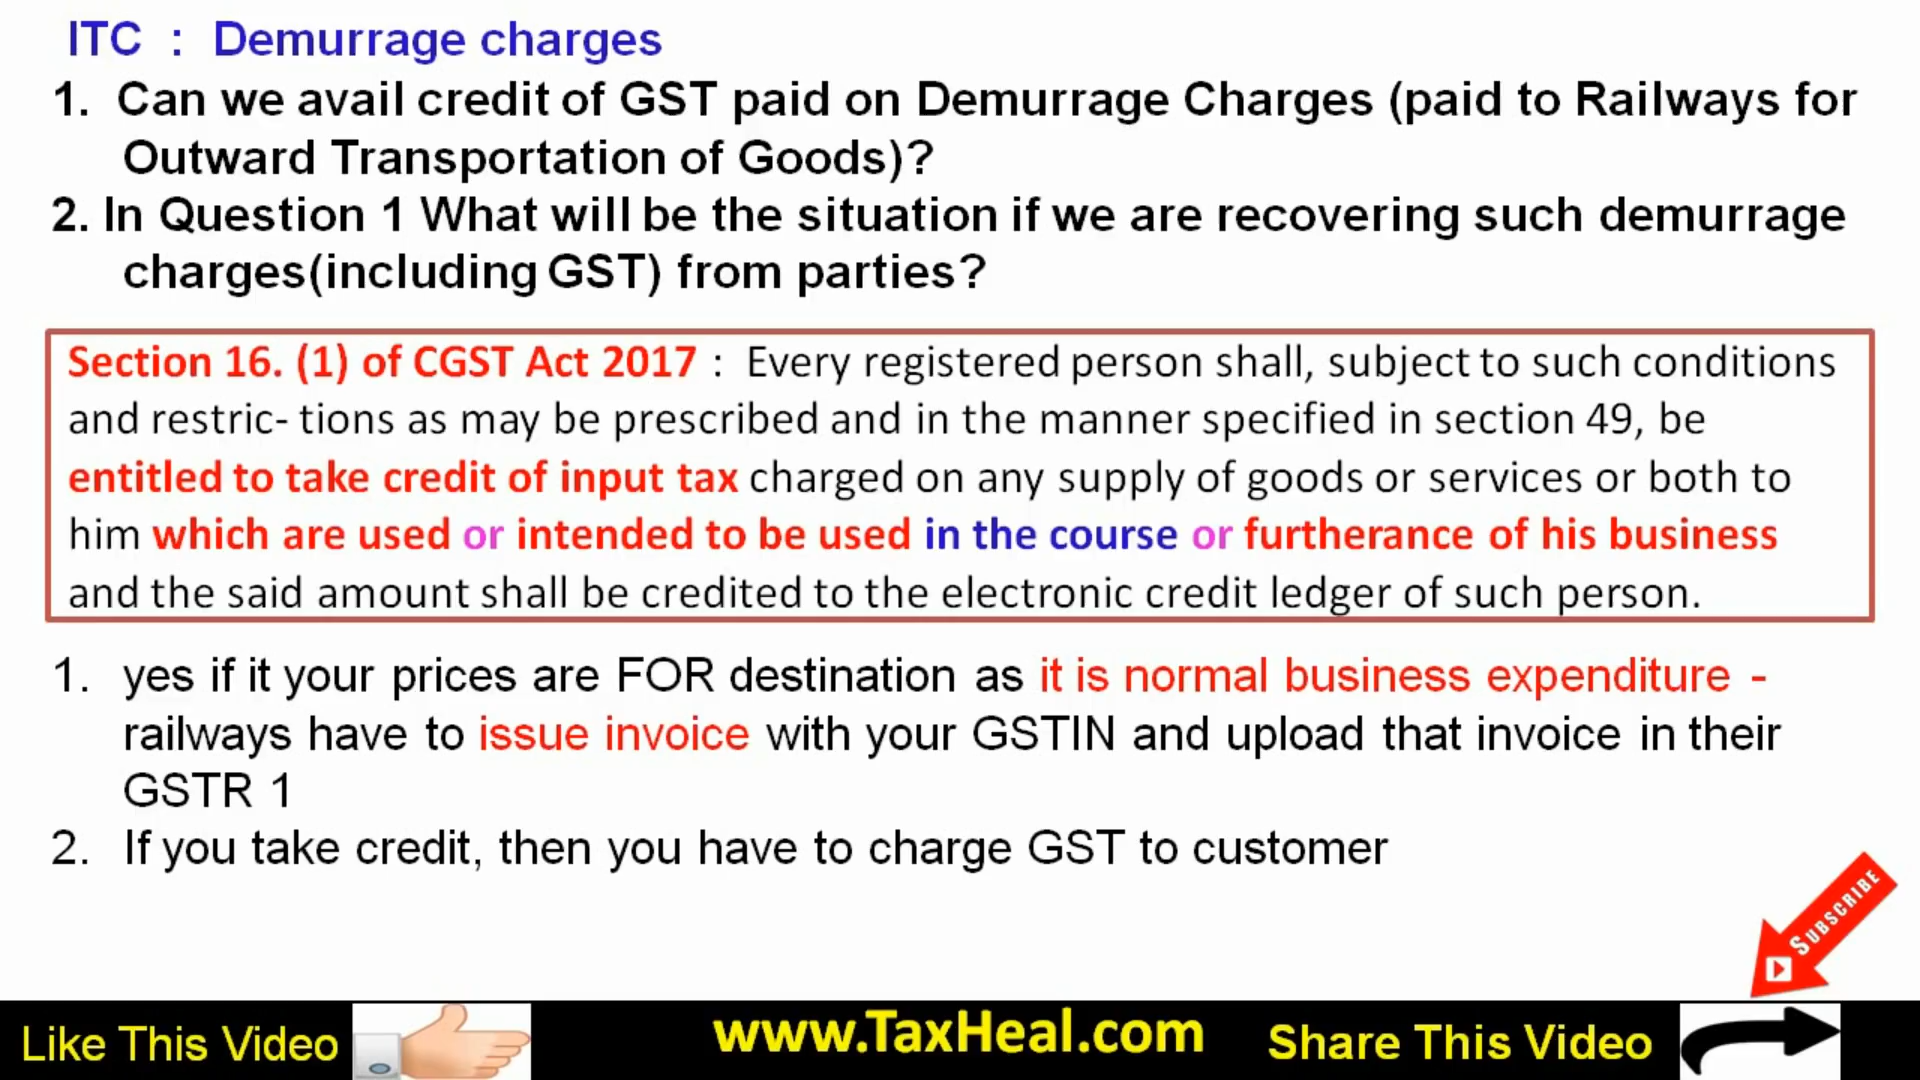 ITC : Demurrage charges
1. Can we avail credit of GST paid on Demurrage Charges (paid to Railways for
Outward Transportation of Goods)?
2. In Question 1 What will be the situation if we are recovering such demurrage
charges(including GST) from parties?
Section 16. (1) of CGST Act 2017 : Every registered person shall, subject to such conditions
and restric- tions as may be prescribed and in the manner specified in section 49, be
entitled to take credit of input tax charged on any supply of goods or services or both to
him which are used or intended to be used in the course or furtherance of his business
and the said amount shall be credited to the electronic credit ledger of such person.
1. yes if it your prices are FOR destination as it is normal business expenditure -
railways have to issue invoice with your GSTIN and upload that invoice in their
GSTR 1
2. If you take credit, then you have to charge GST to customer
SUBSCRIBE
Like This Video
www.TaxHeal.com
Share This Video